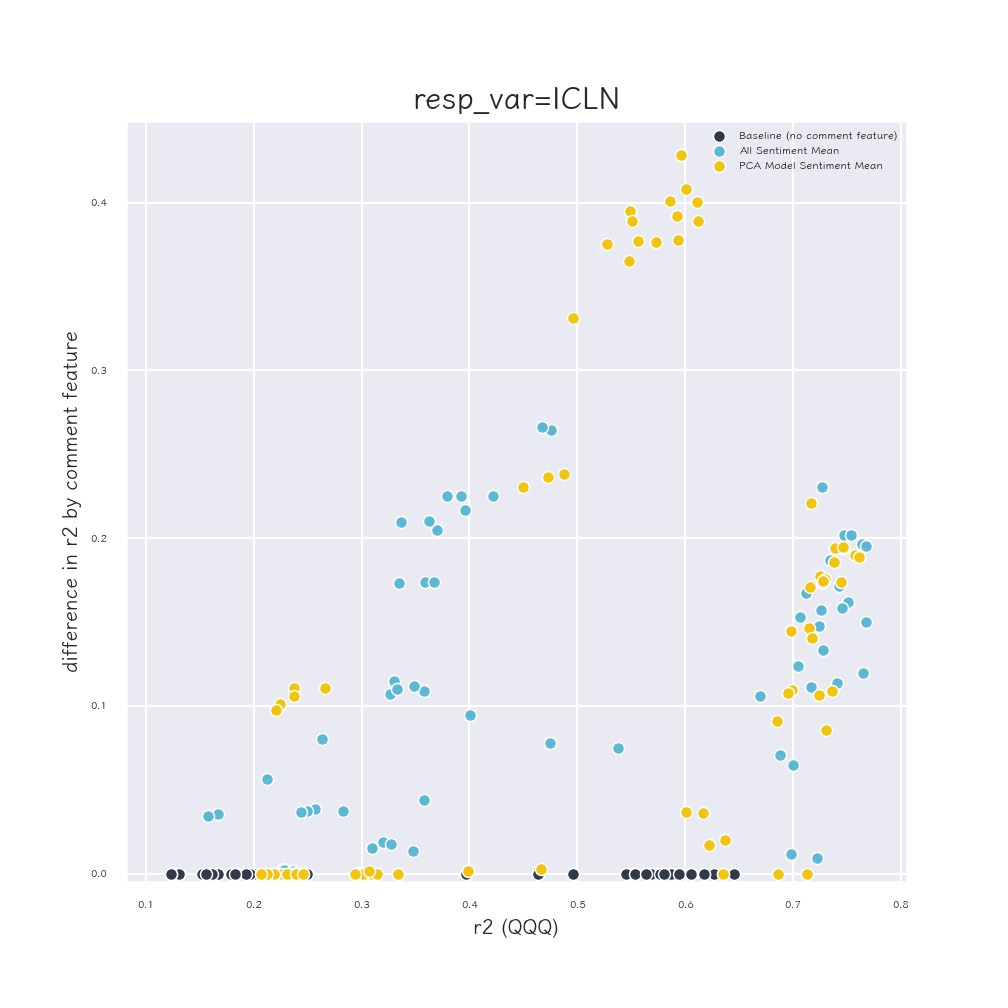 resp_var=ICLN
Baseline (no comment feature)
All Sentiment Mean
PCA Model Sentiment Mean
0.4
0.3
0.2
0.1
0.0
difference in r2 by comment feature
0.1 0.2 0.3 0.4 0.5 0.6 0.7 0.8
r2 (QQQ)